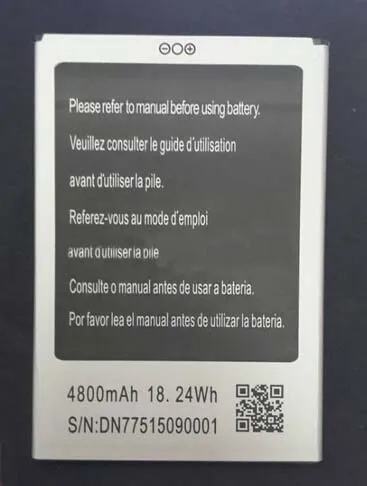 Please refer to manual before using battery.
Veuillez consulter le guide d'utilisation
avant d'utiliser la pile.
Referez-vous au mode d'emploi
avant d'utiliser la pile
Consulte o manual antes de usar a bateria.
Por favor lea el manual antes de utilizar la bateria.
4800mAh 18.24Wh
S/N:DN77515090001